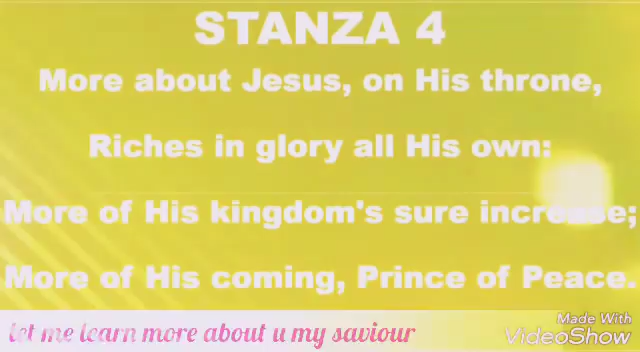 STANZA 4
More about Jesus, on His throne,
Riches in glory all His own:
More of His kingdom's sure increase;
More of His coming, Prince of Peace.
let me learn more about u my saviour
Made With
VideoShow